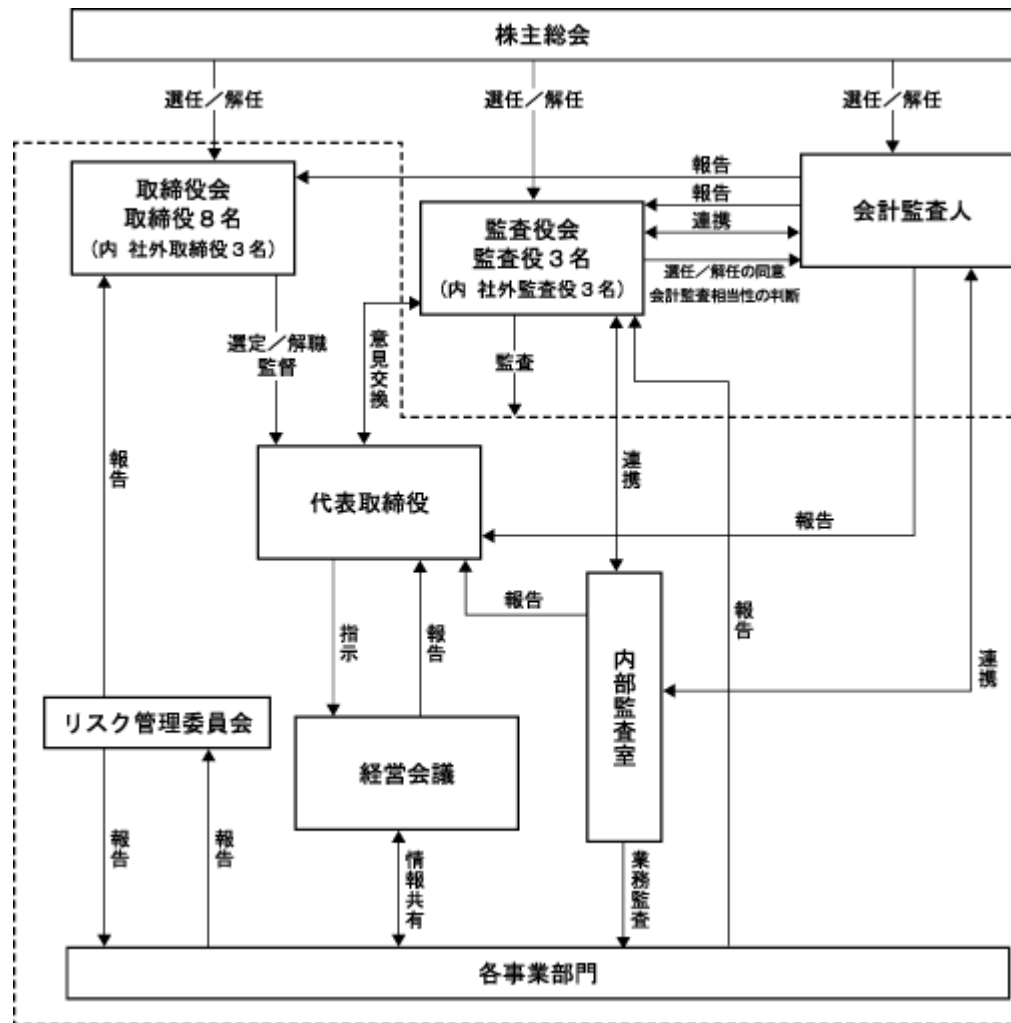 株主総会
選任／解任
選任／解任
選任／解任
取締役会
取締役８名
（内 社外取締役３名）
監査役会
監査役３名
（内 社外監査役３名）
会計監査人
報告
報告
連携
選任／解任の同意
会計監査相当性の判断
選定／解職
監督
意見交換
監査
報告
連携
代表取締役
報告
報告
指示
報告
報告
連携
内部監査室
リスク管理委員会
経営会議
報告
報告
情報共有
業務監査
各事業部門